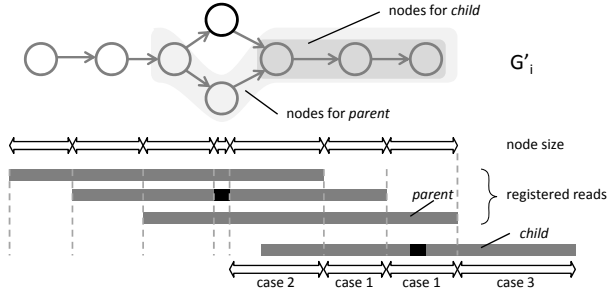 nodes for child
G'i
nodes for parent
node size
parent
registered reads
child
case 2 case 1 case 1 case 3